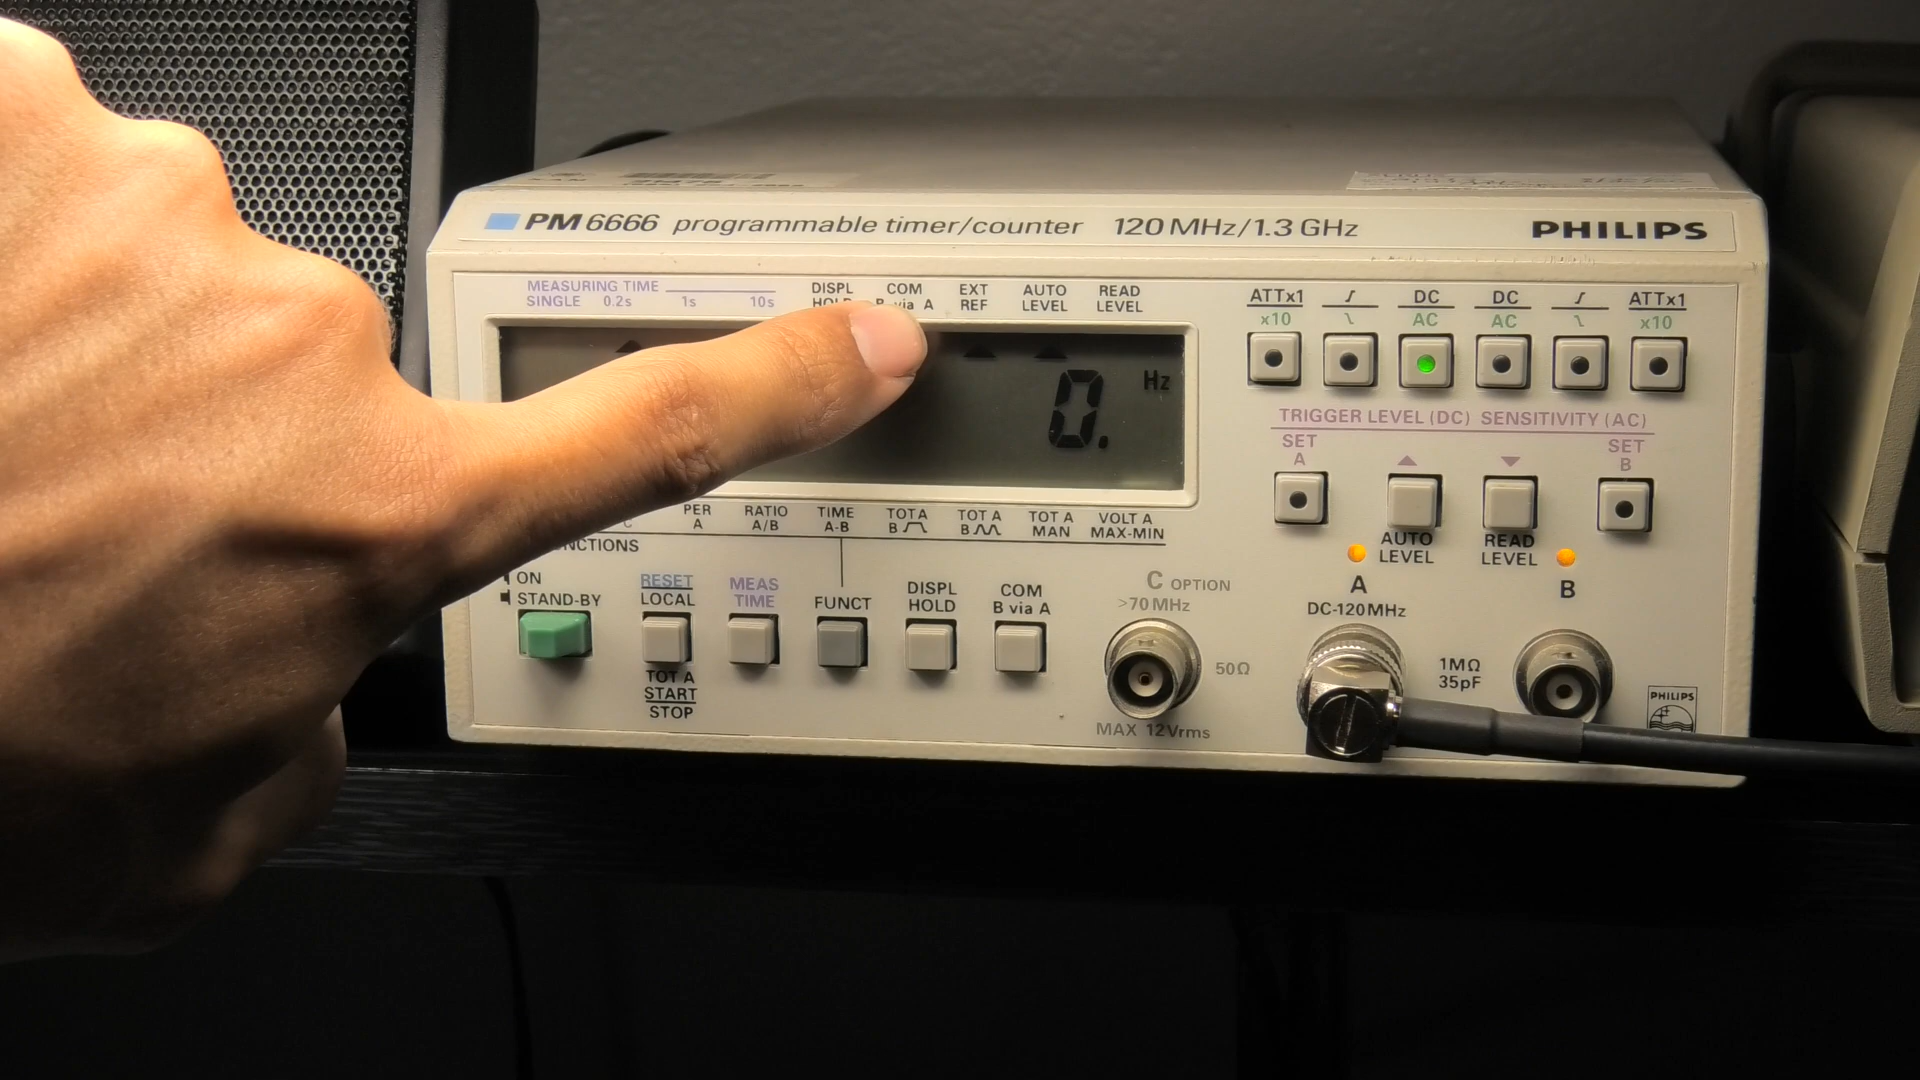 PM 6666 programmable timer/counter 120 MHz/1.3 GHz PHILIPS
MEASURING TIME
SINGLE 0.2s 1s 10s
DISPL
COM
via A
EXT
REF
AUTO
LEVEL
READ
LEVEL
ATTx1
x10
DC
AC
DC
AC
ATTx1
x10
0. Hz
TRIGGER LEVEL (DC) SENSITIVITY (AC)
SET
A
SET
B
AUTO
LEVEL
READ
LEVEL
C
PER
A
RATIO
A/B
TIME
A-B
TOT A
B
TOT A
B
TOT A
MAN
VOLT A
MAX-MIN
ON
STAND-BY
RESET
LOCAL
TOT A
START
STOP
MEAS
TIME
FUNCT
DISPL
HOLD
COM
B via A
C OPTION
>70 MHz
50Ω
MAX 12Vrms
A
DC-120MHz
1MΩ
35pF
B
PHILIPS